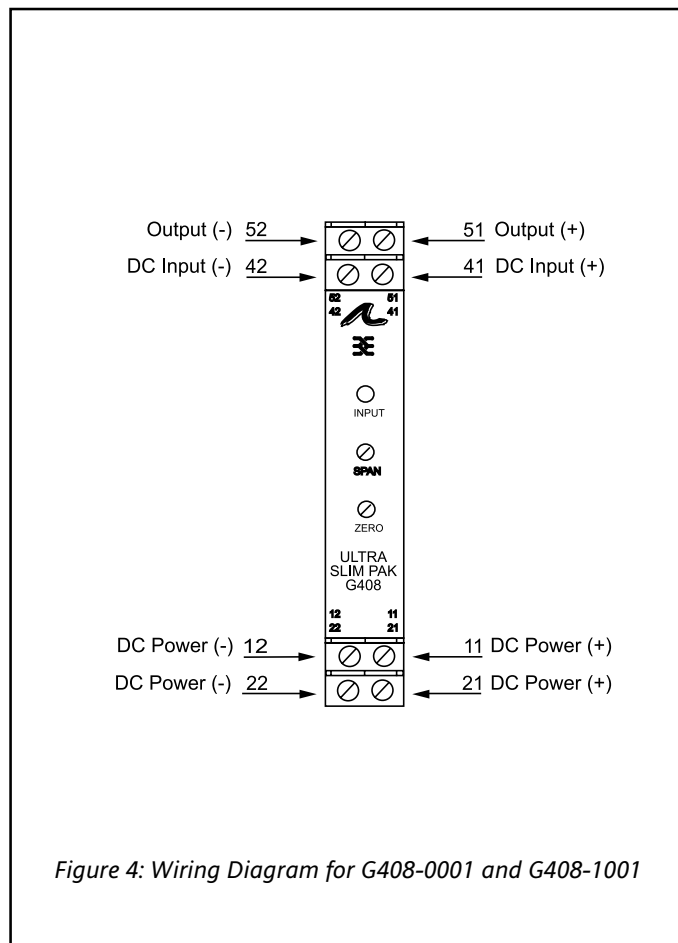 Output (-) 52
51 Output (+)
DC Input (-) 42
41 DC Input (+)
52 51
42 41
INPUT
SPAN
ZERO
ULTRA
SLIM PAK
G408
12 11
22 21
DC Power (-) 12
11 DC Power (+)
DC Power (-) 22
21 DC Power (+)
Figure 4: Wiring Diagram for G408-0001 and G408-1001